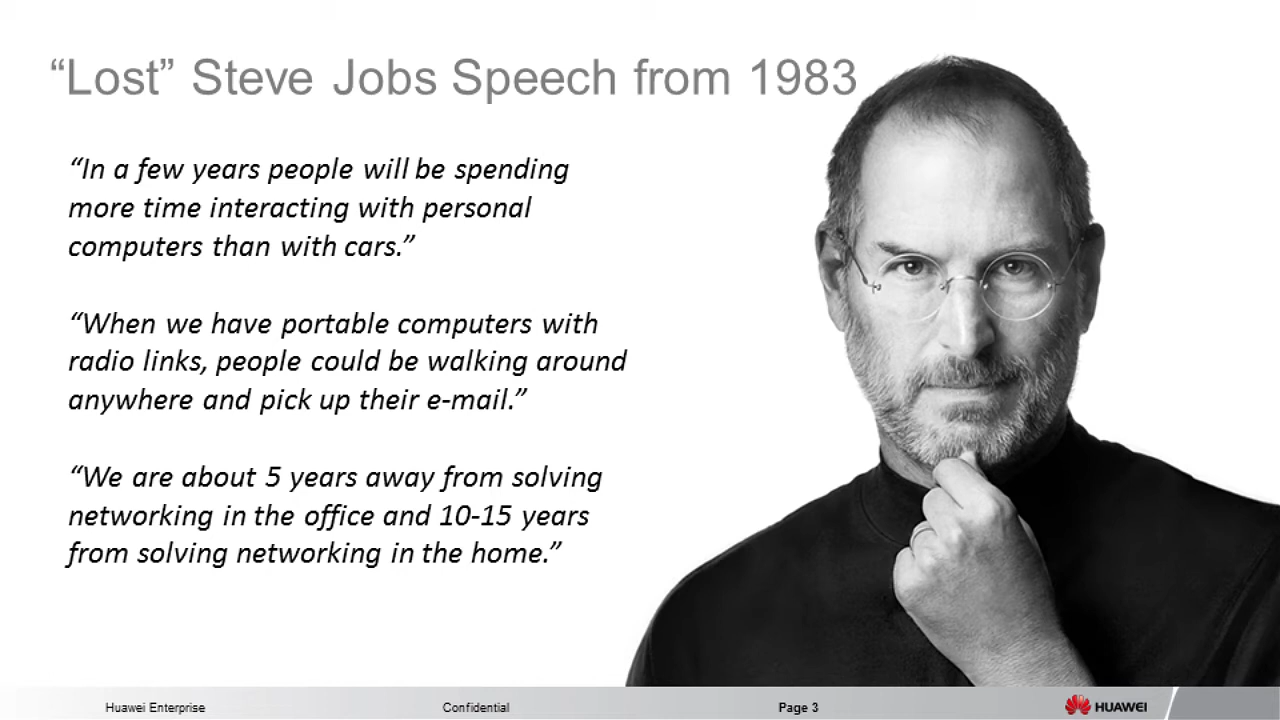 “Lost” Steve Jobs Speech from 1983
“In a few years people will be spending
more time interacting with personal
computers than with cars.”
“When we have portable computers with
radio links, people could be walking around
anywhere and pick up their e-mail.”
“We are about 5 years away from solving
networking in the office and 10-15 years
from solving networking in the home.”
Huawei Enterprise Confidential Page 3 HUAWEI